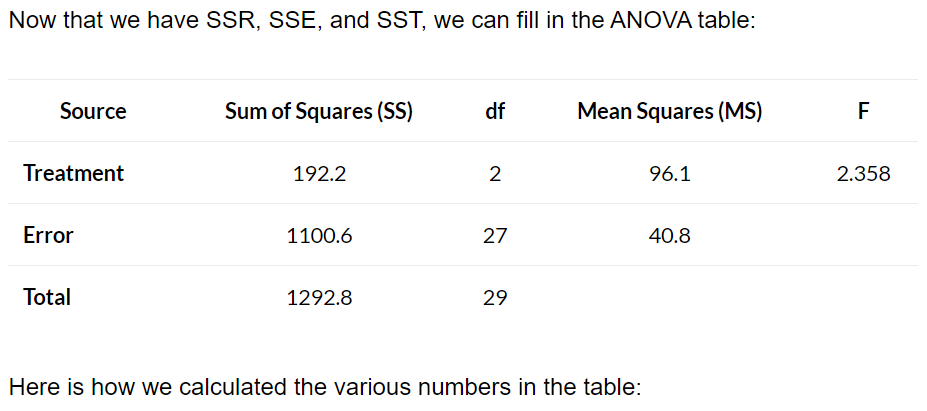 Now that we have SSR, SSE, and SST, we can fill in the ANOVA table:
Source Sum of Squares (SS) df Mean Squares (MS) F
Treatment 192.2 2 96.1 2.358
Error 1100.6 27 40.8
Total 1292.8 29
Here is how we calculated the various numbers in the table: